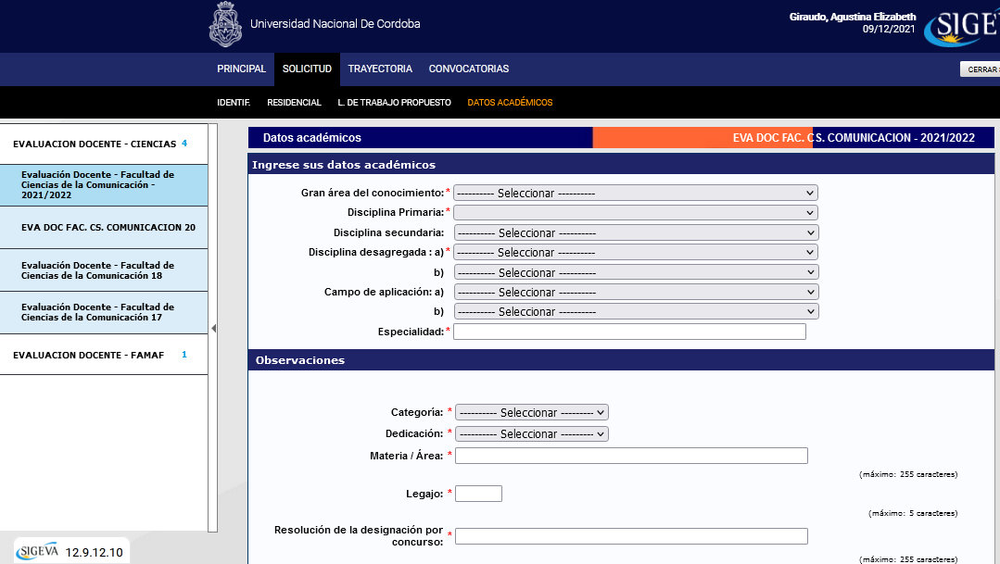 Universidad Nacional De Cordoba
Giraudo, Agustina Elizabeth
09/12/2021
SIGEV
PRINCIPAL SOLICITUD TRAYECTORIA CONVOCATORIAS
CERRAR
IDENTIF. RESIDENCIAL L. DE TRABAJO PROPUESTO DATOS ACADÉMICOS
EVALUACION DOCENTE - CIENCIAS 4
Evaluación Docente - Facultad de
Ciencias de la Comunicación -
2021/2022
EVA DOC FAC. CS. COMUNICACION 20
Evaluación Docente - Facultad de
Ciencias de la Comunicación 18
Evaluación Docente - Facultad de
Ciencias de la Comunicación 17
EVALUACION DOCENTE - FAMAF 1
Datos académicos EVA DOC FAC. CS. COMUNICACION - 2021/2022
Ingrese sus datos académicos
Gran área del conocimiento:* ---------- Seleccionar ----------
Disciplina Primaria:*
Disciplina secundaria: ---------- Seleccionar ----------
Disciplina desagregada : a)* ---------- Seleccionar ----------
b) ---------- Seleccionar ----------
Campo de aplicación: a) ---------- Seleccionar ----------
b) ---------- Seleccionar ----------
Especialidad:*
Observaciones
Categoría: * ---------- Seleccionar ---------
Dedicación: * ---------- Seleccionar ---------
Materia / Área: *
(máximo: 255 caracteres)
Legajo: *
(máximo: 5 caracteres)
Resolución de la designación por
concurso: *
(máximo: 255 caracteres)
SIGEVA 12.9.12.10